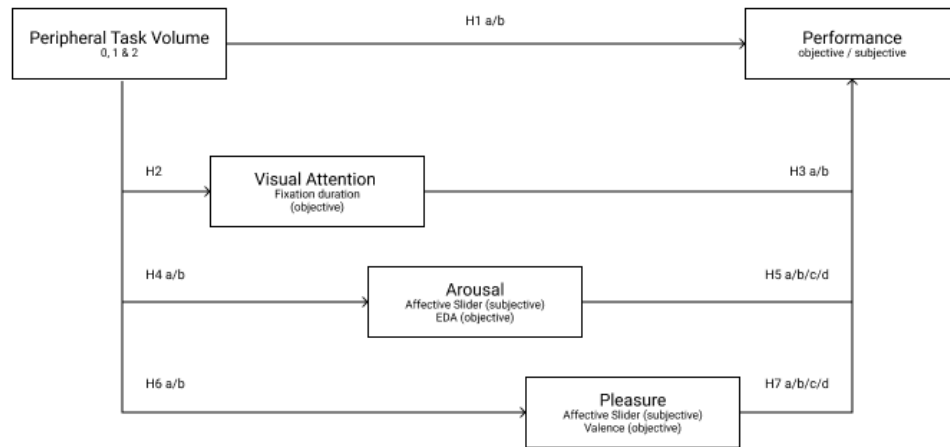 H1 a/b
Peripheral Task Volume
0, 1 & 2
Performance
objective / subjective
H2
Visual Attention
Fixation duration
(objective)
H3 a/b
H4 a/b
Arousal
Affective Slider (subjective)
EDA (objective)
H5 a/b/c/d
H6 a/b
Pleasure
Affective Slider (subjective)
Valence (objective)
H7 a/b/c/d